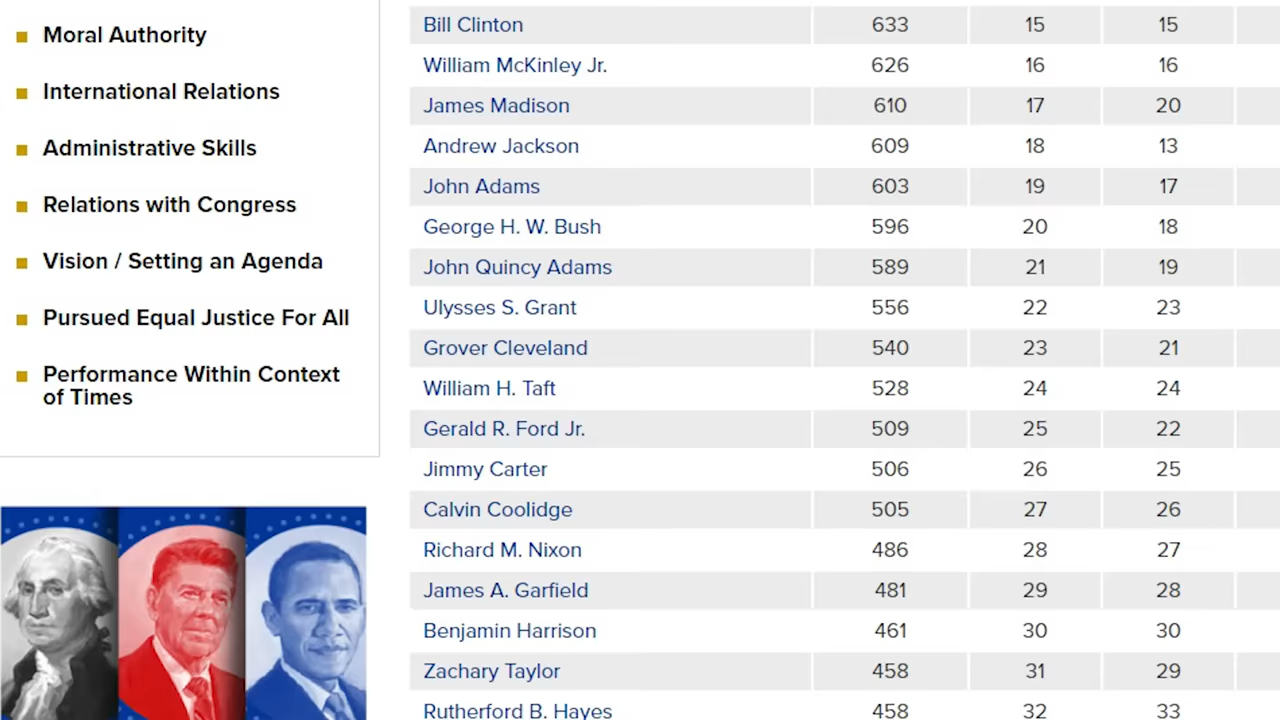 Moral Authority
International Relations
Administrative Skills
Relations with Congress
Vision / Setting an Agenda
Pursued Equal Justice For All
Performance Within Context
of Times
Bill Clinton 633 15 15
William McKinley Jr. 626 16 16
James Madison 610 17 20
Andrew Jackson 609 18 13
John Adams 603 19 17
George H. W. Bush 596 20 18
John Quincy Adams 589 21 19
Ulysses S. Grant 556 22 23
Grover Cleveland 540 23 21
William H. Taft 528 24 24
Gerald R. Ford Jr. 509 25 22
Jimmy Carter 506 26 25
Calvin Coolidge 505 27 26
Richard M. Nixon 486 28 27
James A. Garfield 481 29 28
Benjamin Harrison 461 30 30
Zachary Taylor 458 31 29
Rutherford B. Hayes 458 32 33